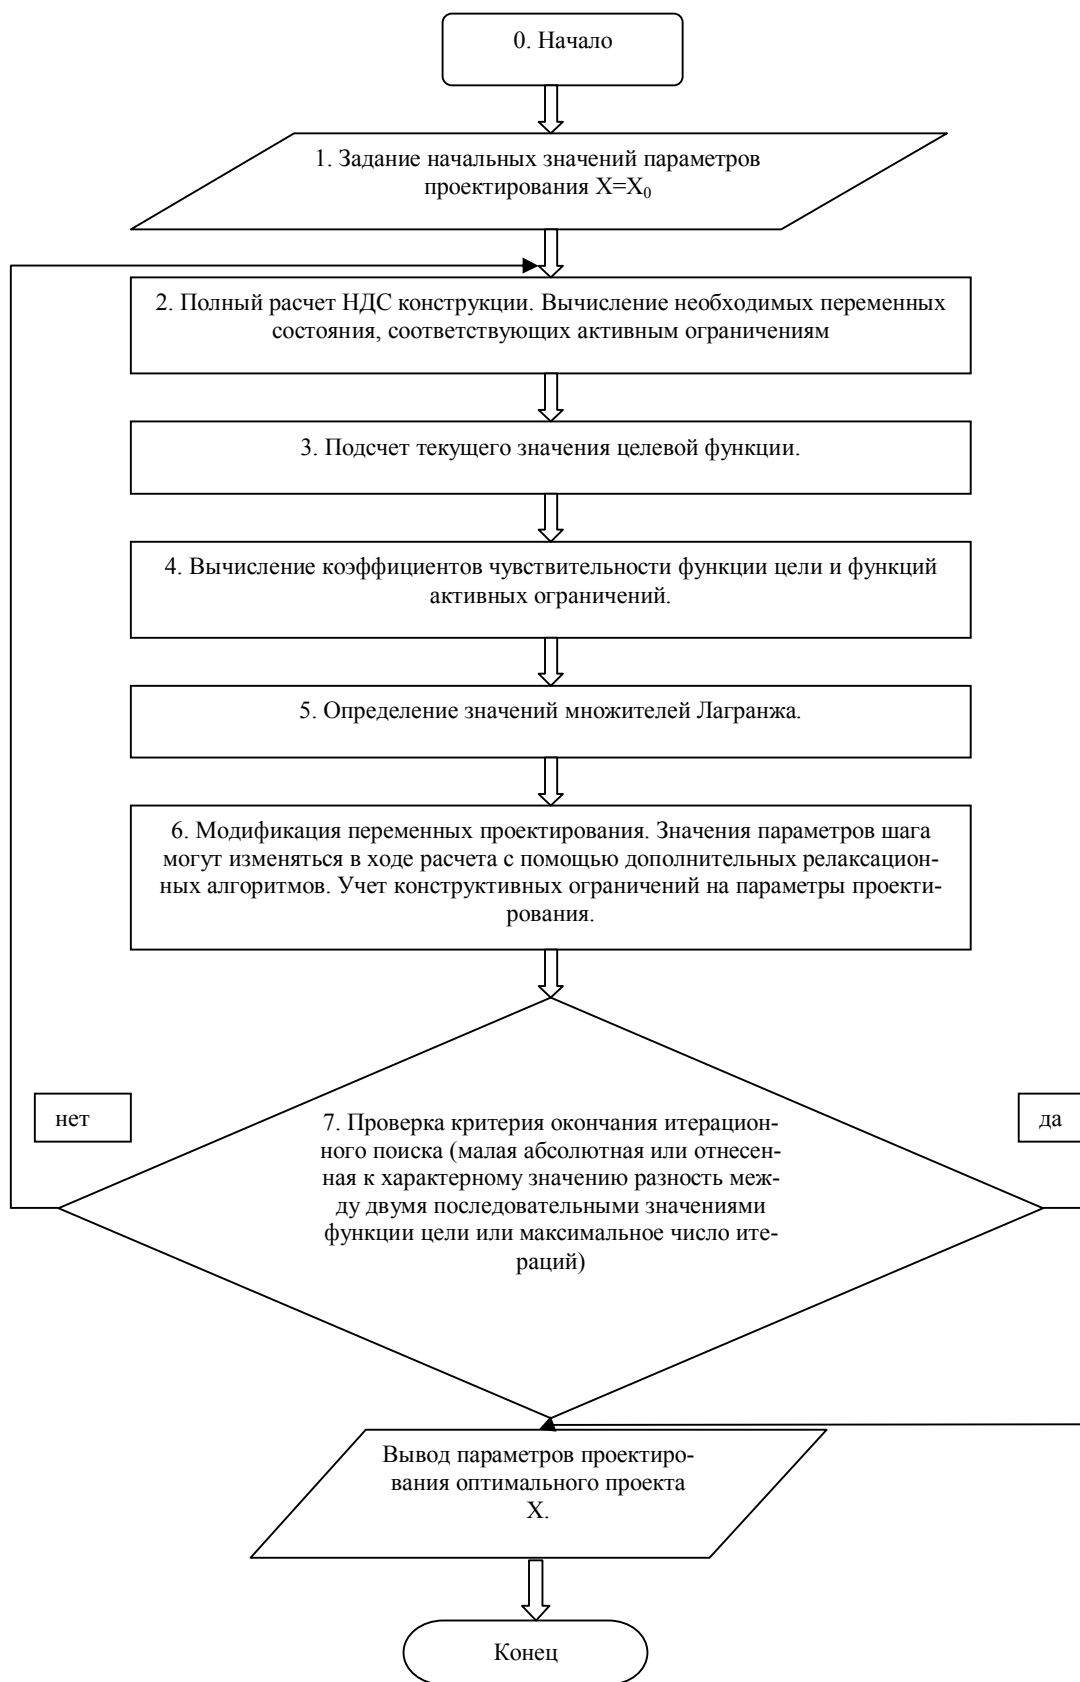 0. Начало
1. Задание начальных значений параметров
проектирования X=X₀
2. Полный расчет НДС конструкции. Вычисление необходимых переменных
состояния, соответствующих активным ограничениям
3. Подсчет текущего значения целевой функции.
4. Вычисление коэффициентов чувствительности функции цели и функций
активных ограничений.
5. Определение значений множителей Лагранжа.
6. Модификация переменных проектирования. Значения параметров шага
могут изменяться в ходе расчета с помощью дополнительных релаксацион-
ных алгоритмов. Учет конструктивных ограничений на параметры проекти-
рования.
нет
да
7. Проверка критерия окончания итерацион-
ного поиска (малая абсолютная или отнесен-
ная к характерному значению разность меж-
ду двумя последовательными значениями
функции цели или максимальное число ите-
раций)
Вывод параметров проектиро-
вания оптимального проекта
X.
Конец